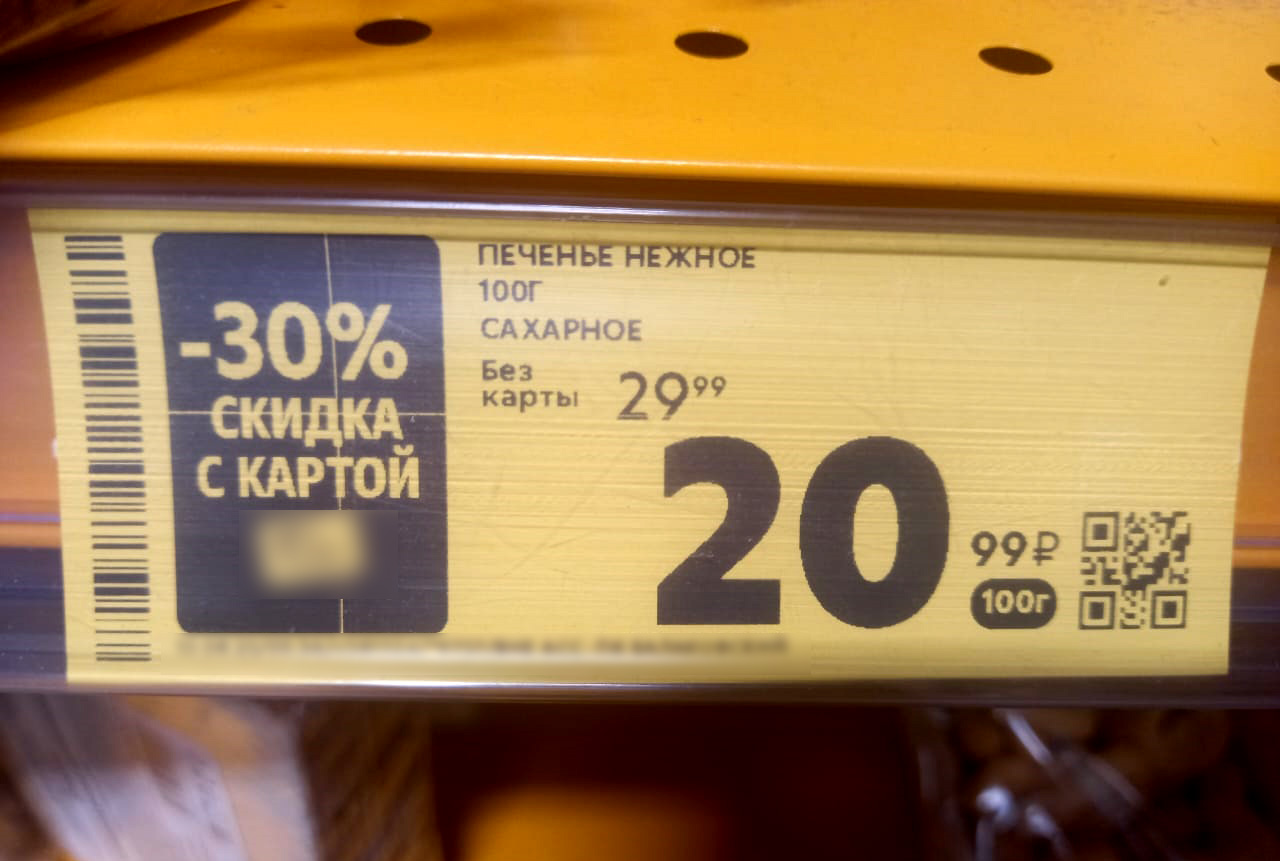 -30%
СКИДКА
С КАРТОЙ
ПЕЧЕНЬЕ НЕЖНОЕ
100Г
САХАРНОЕ
Без
карты 29⁹⁹
20 99₽
100г